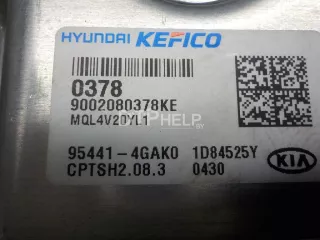 HYUNDAI KEFICO
0378
9002080378KE
MQL4V20YL1
95441-4GAK0 1D84525Y
CPTSH2.08.3 0430 KIA